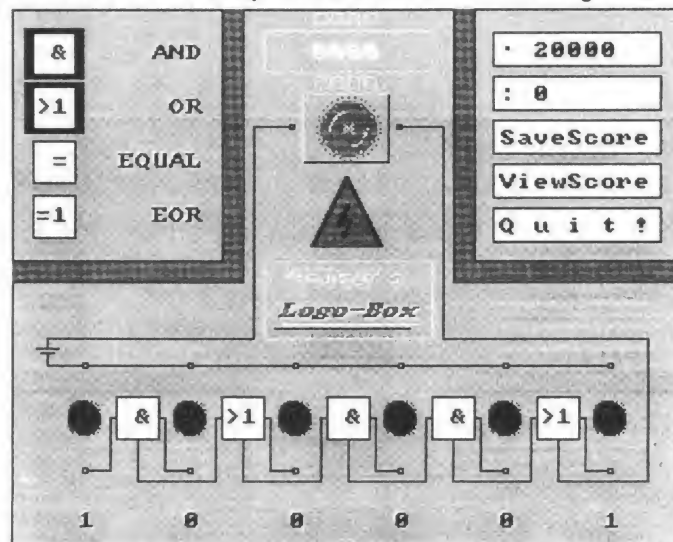 & AND
>1 OR
= EQUAL
=1 EOR
· 20000
: 0
SaveScore
ViewScore
Q u i t !
Logo-Box
& >1 & & >1
1 0 0 0 0 1